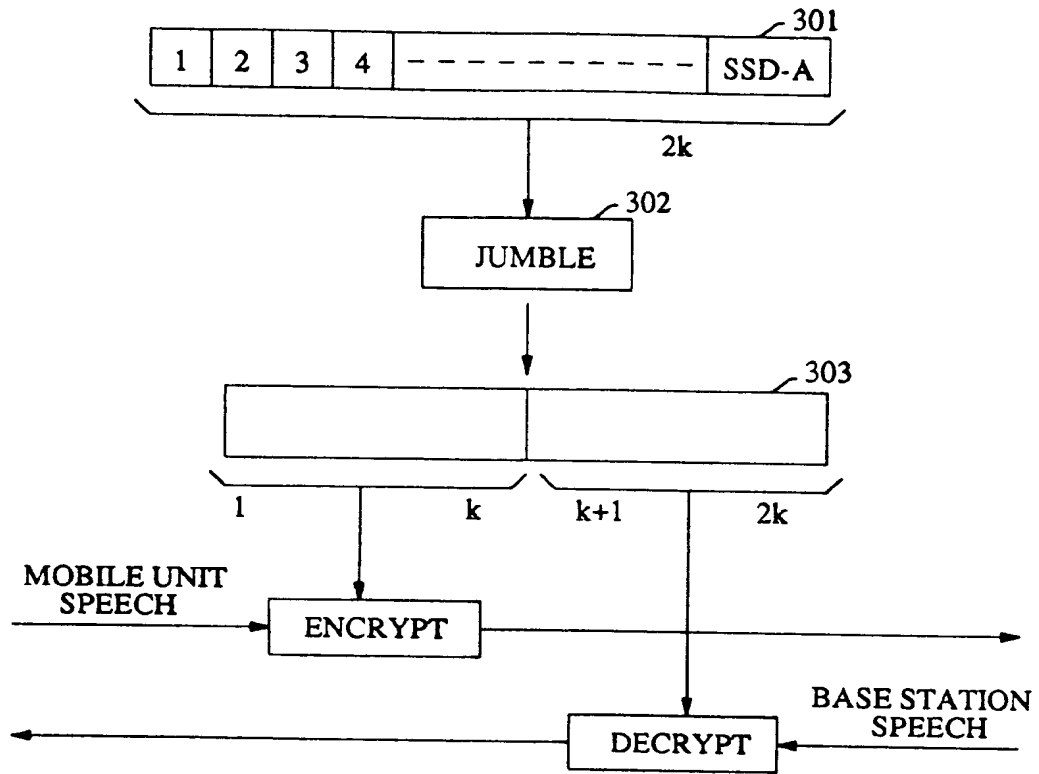 301
1 2 3 4 SSD-A
2k
302
JUMBLE
303
1 k k+1 2k
MOBILE UNIT
SPEECH
ENCRYPT
BASE STATION
SPEECH
DECRYPT